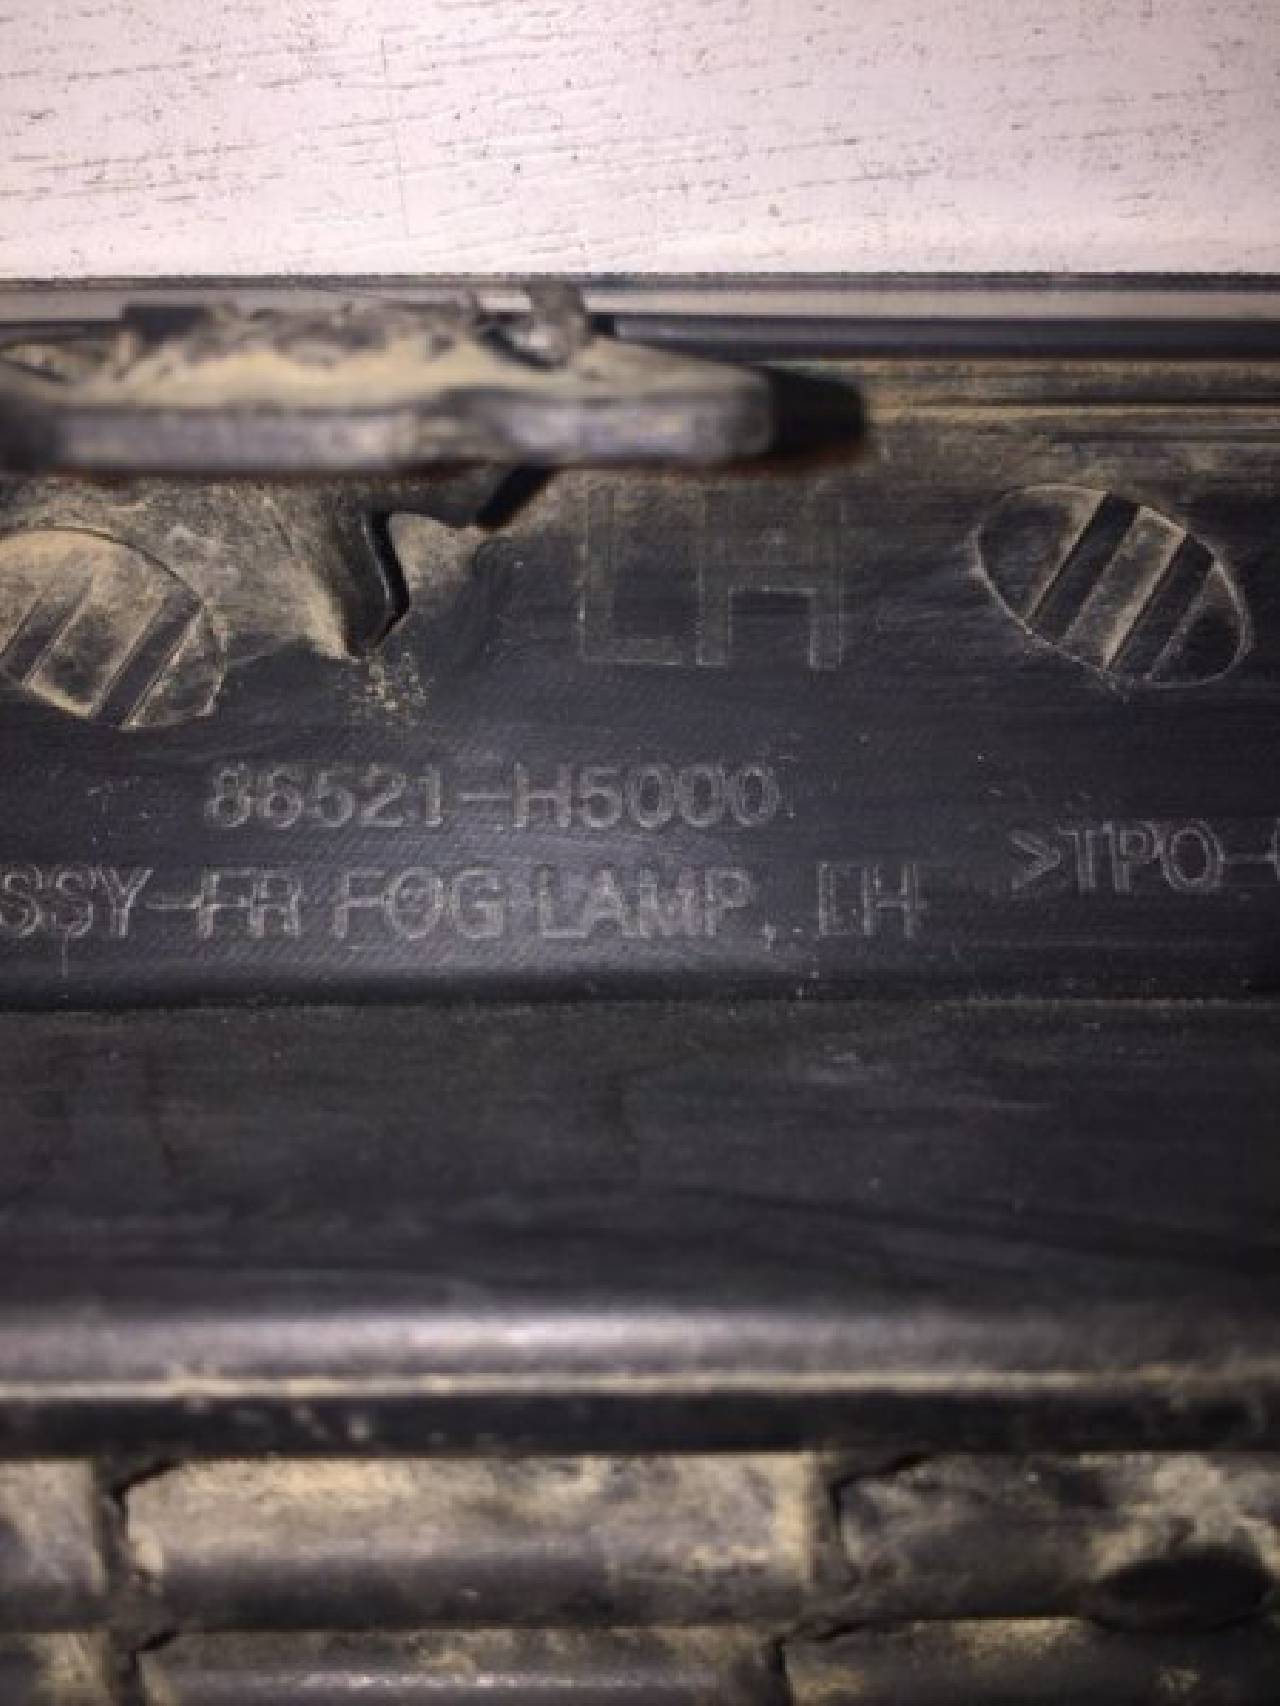 LH
86521-H5000
SSY-FR FOG LAMP, LH
>TPO-